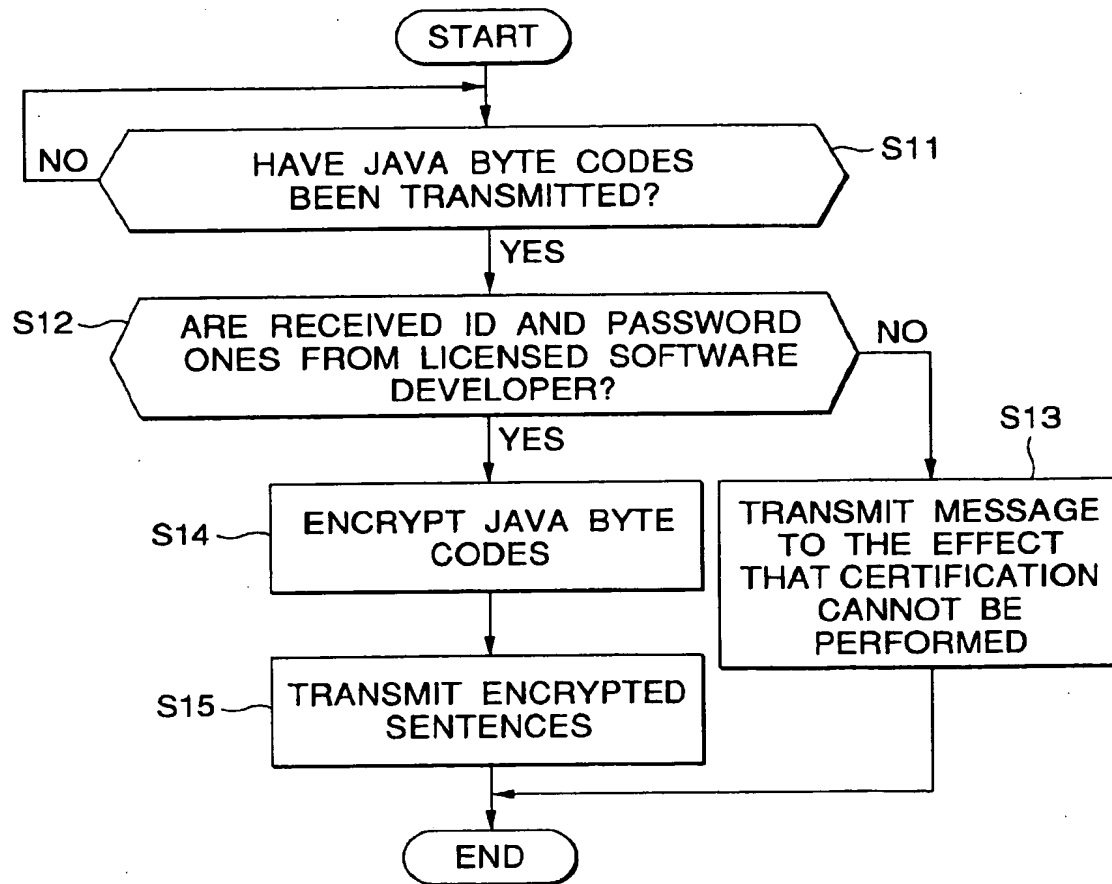 START
NO
HAVE JAVA BYTE CODES
BEEN TRANSMITTED?
S11
YES
S12
ARE RECEIVED ID AND PASSWORD
ONES FROM LICENSED SOFTWARE
DEVELOPER?
NO
YES
S13
S14
ENCRYPT JAVA BYTE
CODES
TRANSMIT MESSAGE
TO THE EFFECT
THAT CERTIFICATION
CANNOT BE
PERFORMED
S15
TRANSMIT ENCRYPTED
SENTENCES
END